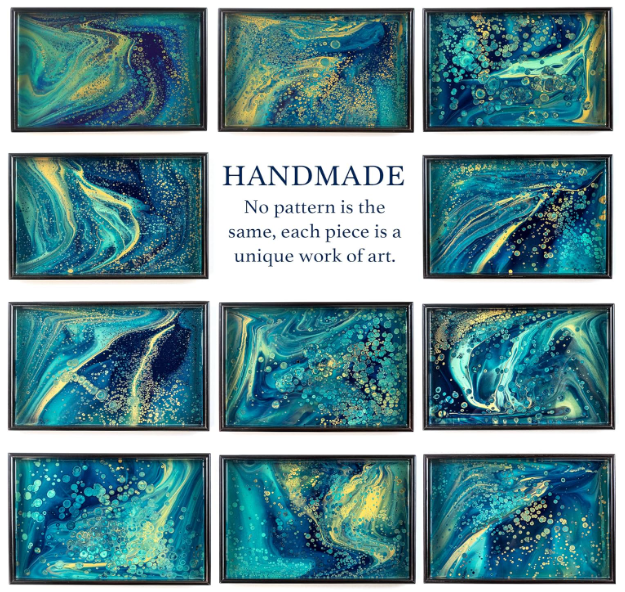 HANDMADE
No pattern is the
same, each piece is a
unique work of art.